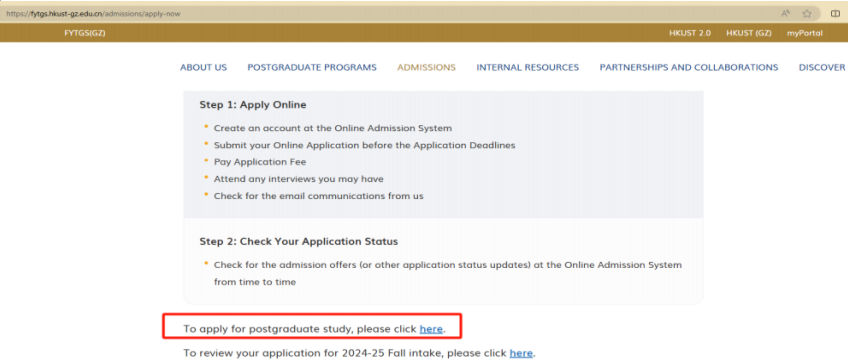 https://fytgs.hkust-gz.edu.cn/admissions/apply-now
FYTGS(GZ) HKUST 2.0 HKUST (GZ) myPortal
ABOUT US POSTGRADUATE PROGRAMS ADMISSIONS INTERNAL RESOURCES PARTNERSHIPS AND COLLABORATIONS DISCOVER
Step 1: Apply Online
• Create an account at the Online Admission System
• Submit your Online Application before the Application Deadlines
• Pay Application Fee
• Attend any interviews you may have
• Check for the email communications from us
Step 2: Check Your Application Status
• Check for the admission offers (or other application status updates) at the Online Admission System
from time to time
To apply for postgraduate study, please click here.
To review your application for 2024-25 Fall intake, please click here.